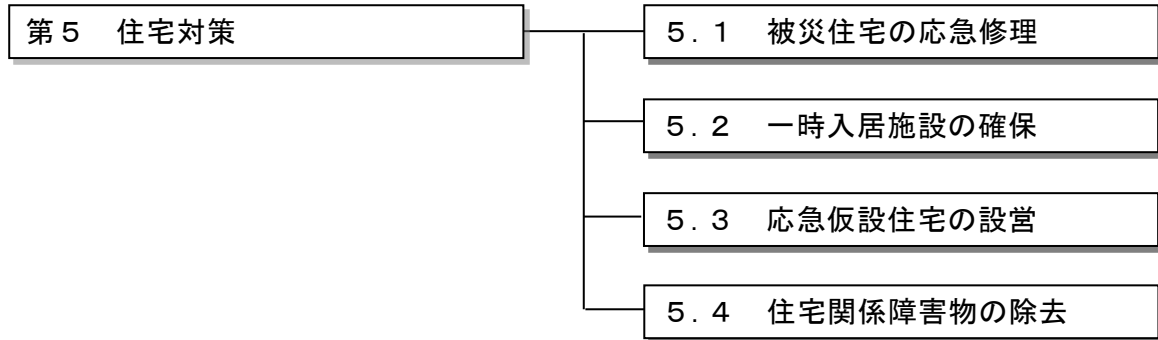 第５　住宅対策
５．１　被災住宅の応急修理
５．２　一時入居施設の確保
５．３　応急仮設住宅の設営
５．４　住宅関係障害物の除去